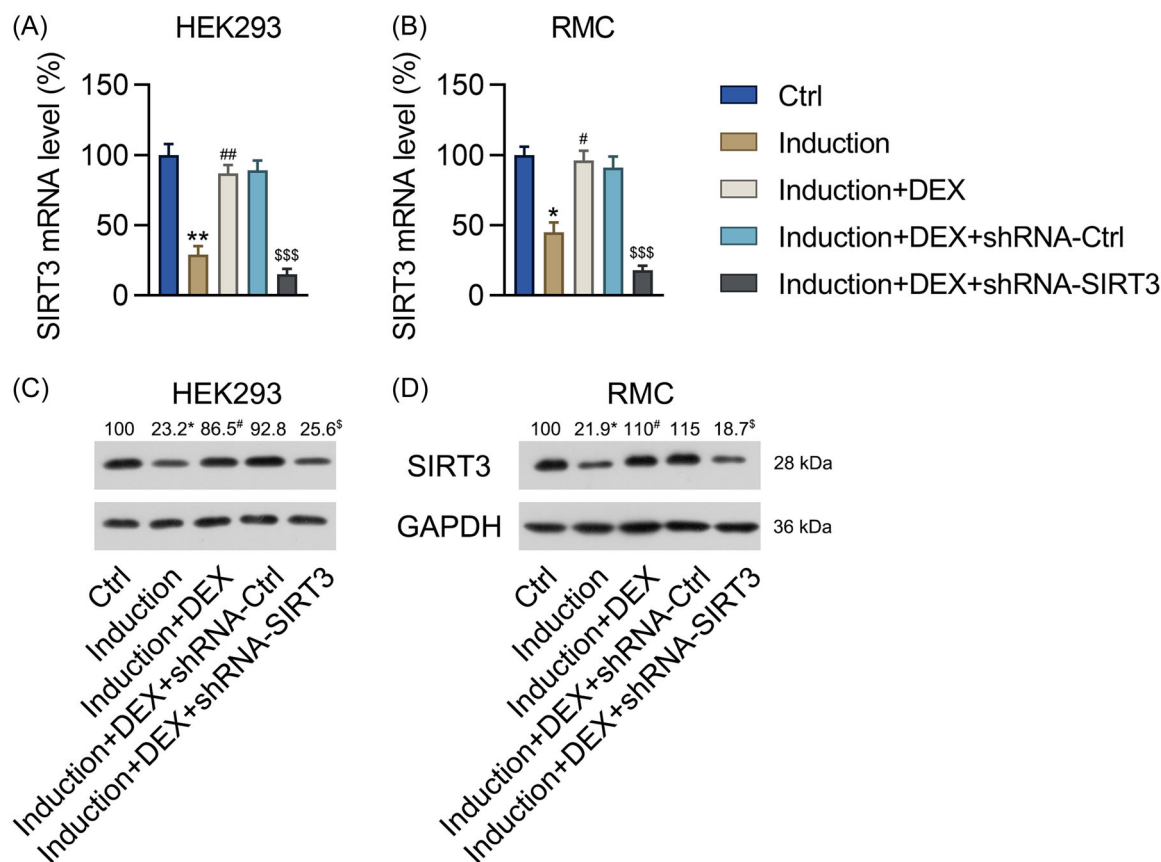 (A)
HEK293
SIRT3 mRNA level (%)
150
100
50
0
**
##
$$$
(B)
RMC
SIRT3 mRNA level (%)
150
100
50
0
*
#
$$$
Ctrl
Induction
Induction+DEX
Induction+DEX+shRNA-Ctrl
Induction+DEX+shRNA-SIRT3
(C)
HEK293
100 23.2* 86.5# 92.8 25.6$
Ctrl
Induction
Induction+DEX
Induction+DEX+shRNA-Ctrl
Induction+DEX+shRNA-SIRT3
(D)
RMC
100 21.9* 110# 115 18.7$
SIRT3
28 kDa
GAPDH
36 kDa
Ctrl
Induction
Induction+DEX
Induction+DEX+shRNA-Ctrl
Induction+DEX+shRNA-SIRT3